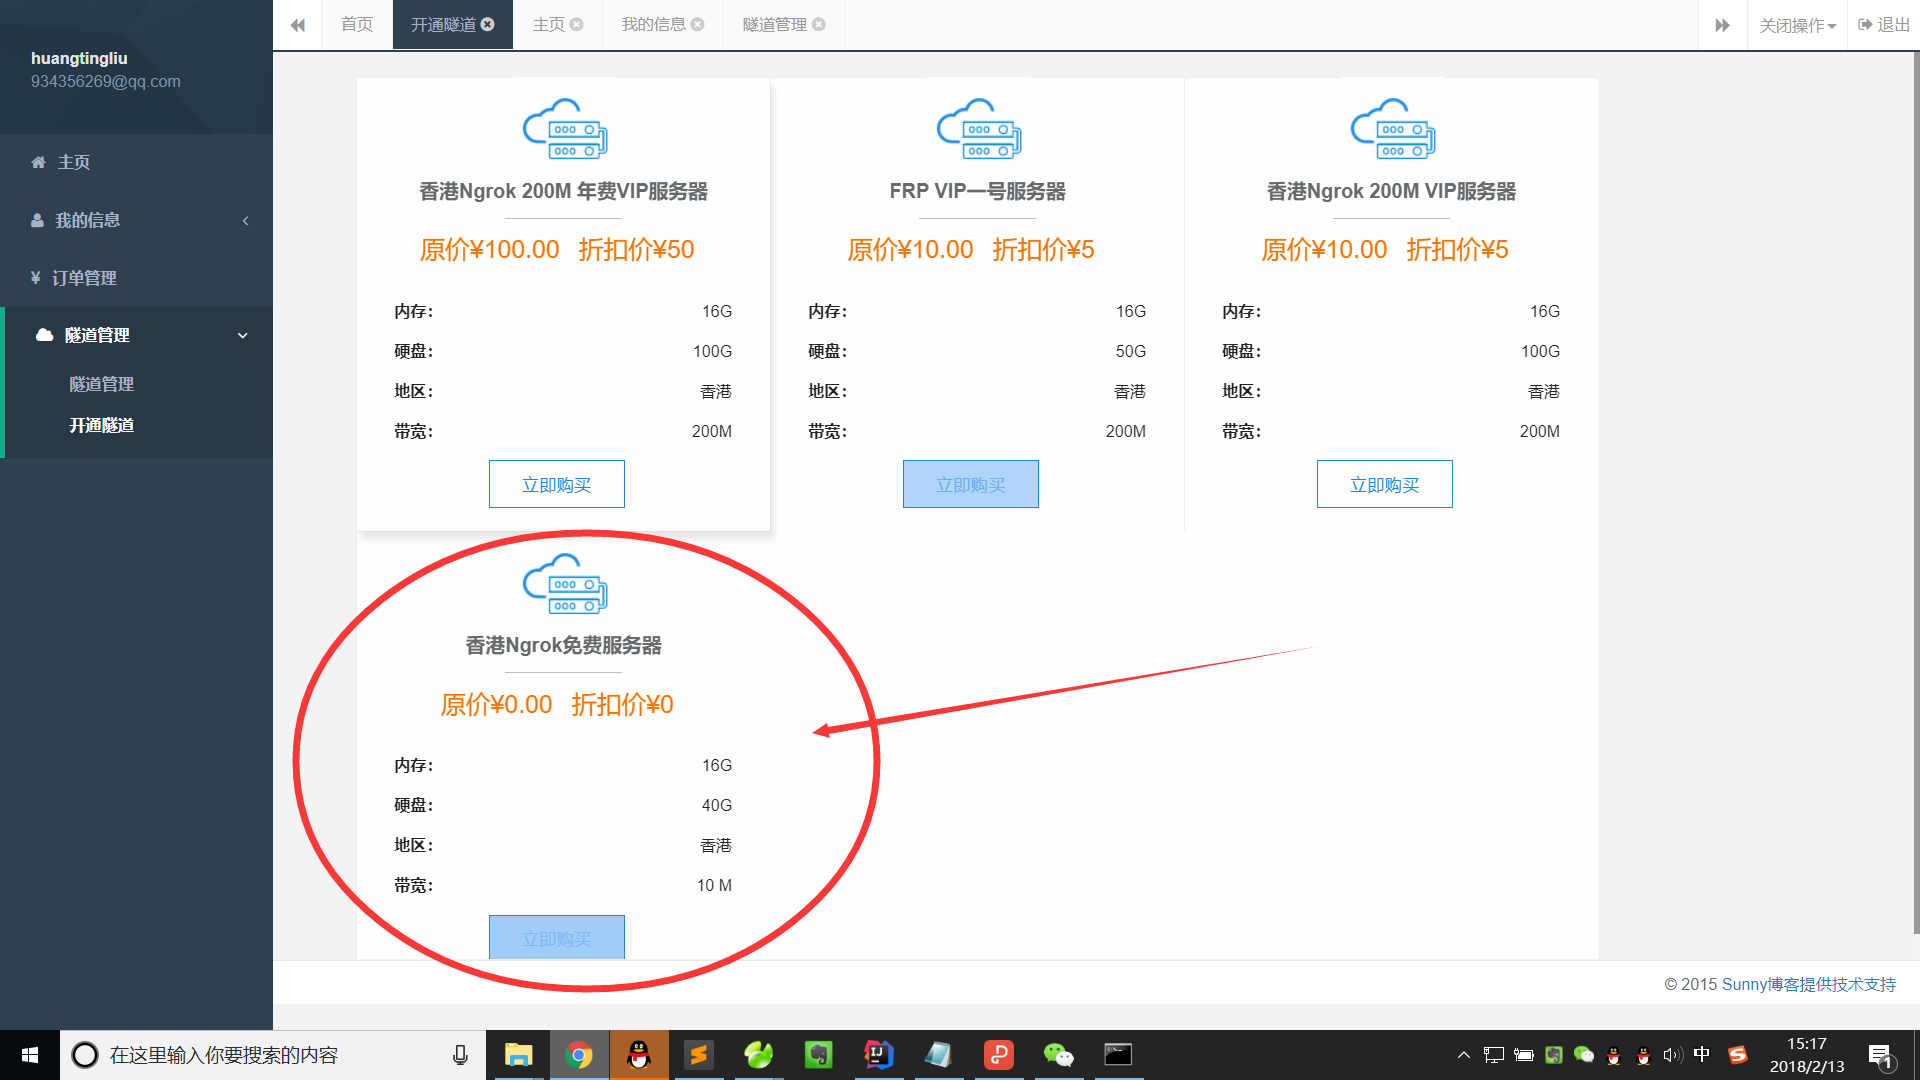 huangtingliu
934356269@qq.com
主页
我的信息
¥ 订单管理
隧道管理
隧道管理
开通隧道
首页
开通隧道
主页
我的信息
隧道管理
关闭操作
退出
香港Ngrok 200M 年费VIP服务器
原价¥100.00 折扣价¥50
内存: 16G
硬盘: 100G
地区: 香港
带宽: 200M
立即购买
FRP VIP一号服务器
原价¥10.00 折扣价¥5
内存: 16G
硬盘: 50G
地区: 香港
带宽: 200M
立即购买
香港Ngrok 200M VIP服务器
原价¥10.00 折扣价¥5
内存: 16G
硬盘: 100G
地区: 香港
带宽: 200M
立即购买
香港Ngrok免费服务器
原价¥0.00 折扣价¥0
内存: 16G
硬盘: 40G
地区: 香港
带宽: 10 M
立即购买
© 2015 Sunny博客提供技术支持
在这里输入你要搜索的内容
中
15:17
2018/2/13
1